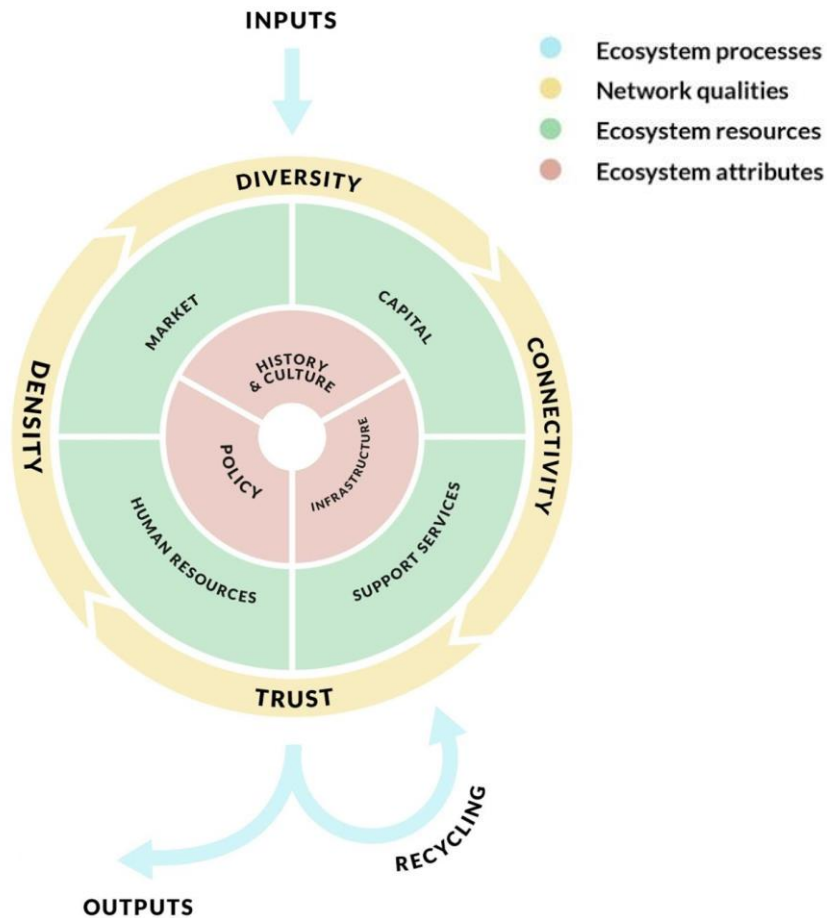 INPUTS
Ecosystem processes
Network qualities
Ecosystem resources
Ecosystem attributes
DIVERSITY
MARKET
CAPITAL
HISTORY
& CULTURE
CONNECTIVITY
DENSITY
POLICY
INFRASTRUCTURE
HUMAN RESOURCES
SUPPORT SERVICES
TRUST
RECYCLING
OUTPUTS